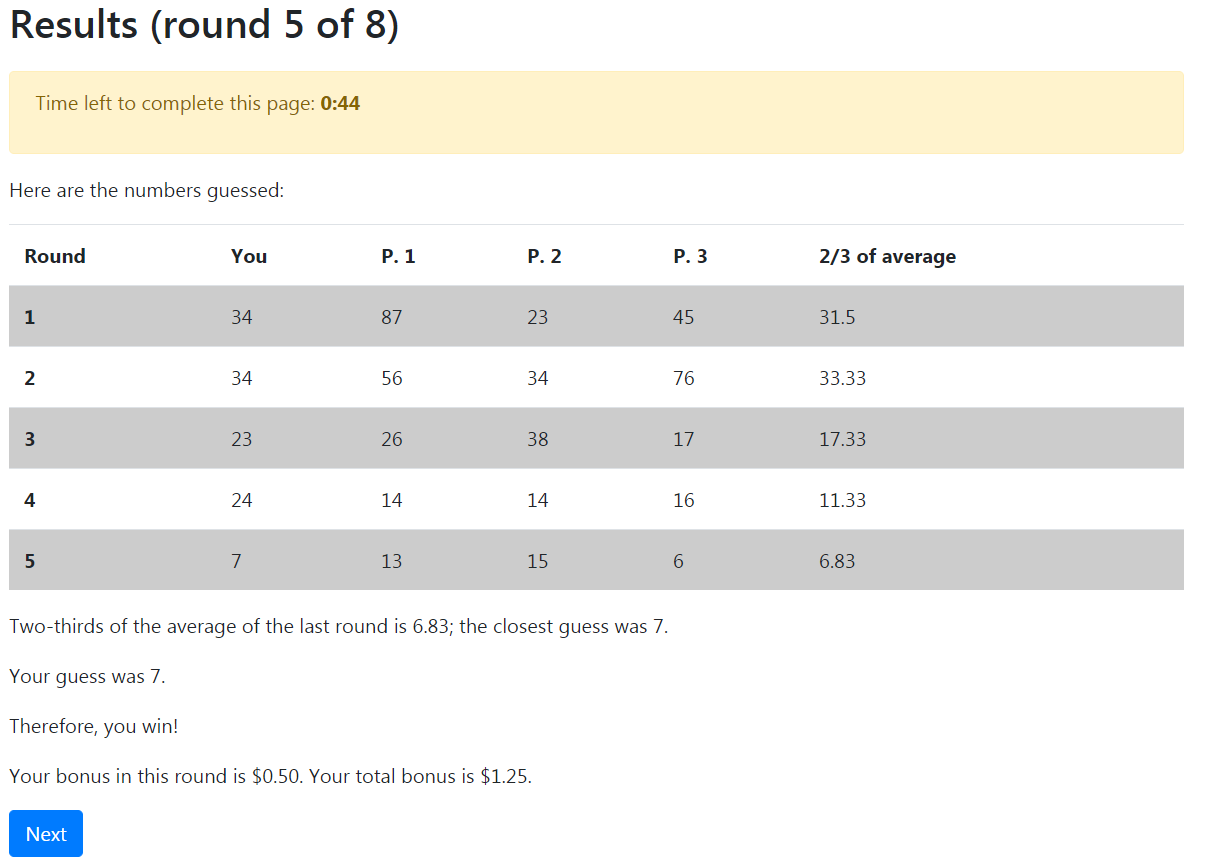 Results (round 5 of 8)
Time left to complete this page: 0:44
Here are the numbers guessed:
Round You P. 1 P. 2 P. 3 2/3 of average
1 34 87 23 45 31.5
2 34 56 34 76 33.33
3 23 26 38 17 17.33
4 24 14 14 16 11.33
5 7 13 15 6 6.83
Two-thirds of the average of the last round is 6.83; the closest guess was 7.
Your guess was 7.
Therefore, you win!
Your bonus in this round is $0.50. Your total bonus is $1.25.
Next